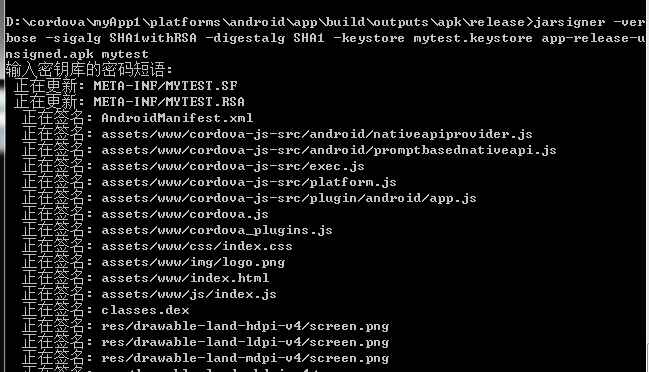 D:\cordova\myApp1\platforms\android\app\build\outputs\apk\release>jarsigner -ver
bose -sigalg SHA1withRSA -digestalg SHA1 -keystore mytest.keystore app-release-u
nsigned.apk mytest
输入密钥库的密码短语:
正在更新: META-INF/MYTEST.SF
正在更新: META-INF/MYTEST.RSA
正在签名: AndroidManifest.xml
正在签名: assets/www/cordova-js-src/android/nativeapiprovider.js
正在签名: assets/www/cordova-js-src/android/promptbasednativeapi.js
正在签名: assets/www/cordova-js-src/exec.js
正在签名: assets/www/cordova-js-src/platform.js
正在签名: assets/www/cordova-js-src/plugin/android/app.js
正在签名: assets/www/cordova.js
正在签名: assets/www/cordova_plugins.js
正在签名: assets/www/css/index.css
正在签名: assets/www/img/logo.png
正在签名: assets/www/index.html
正在签名: assets/www/js/index.js
正在签名: classes.dex
正在签名: res/drawable-land-hdpi-v4/screen.png
正在签名: res/drawable-land-ldpi-v4/screen.png
正在签名: res/drawable-land-mdpi-v4/screen.png